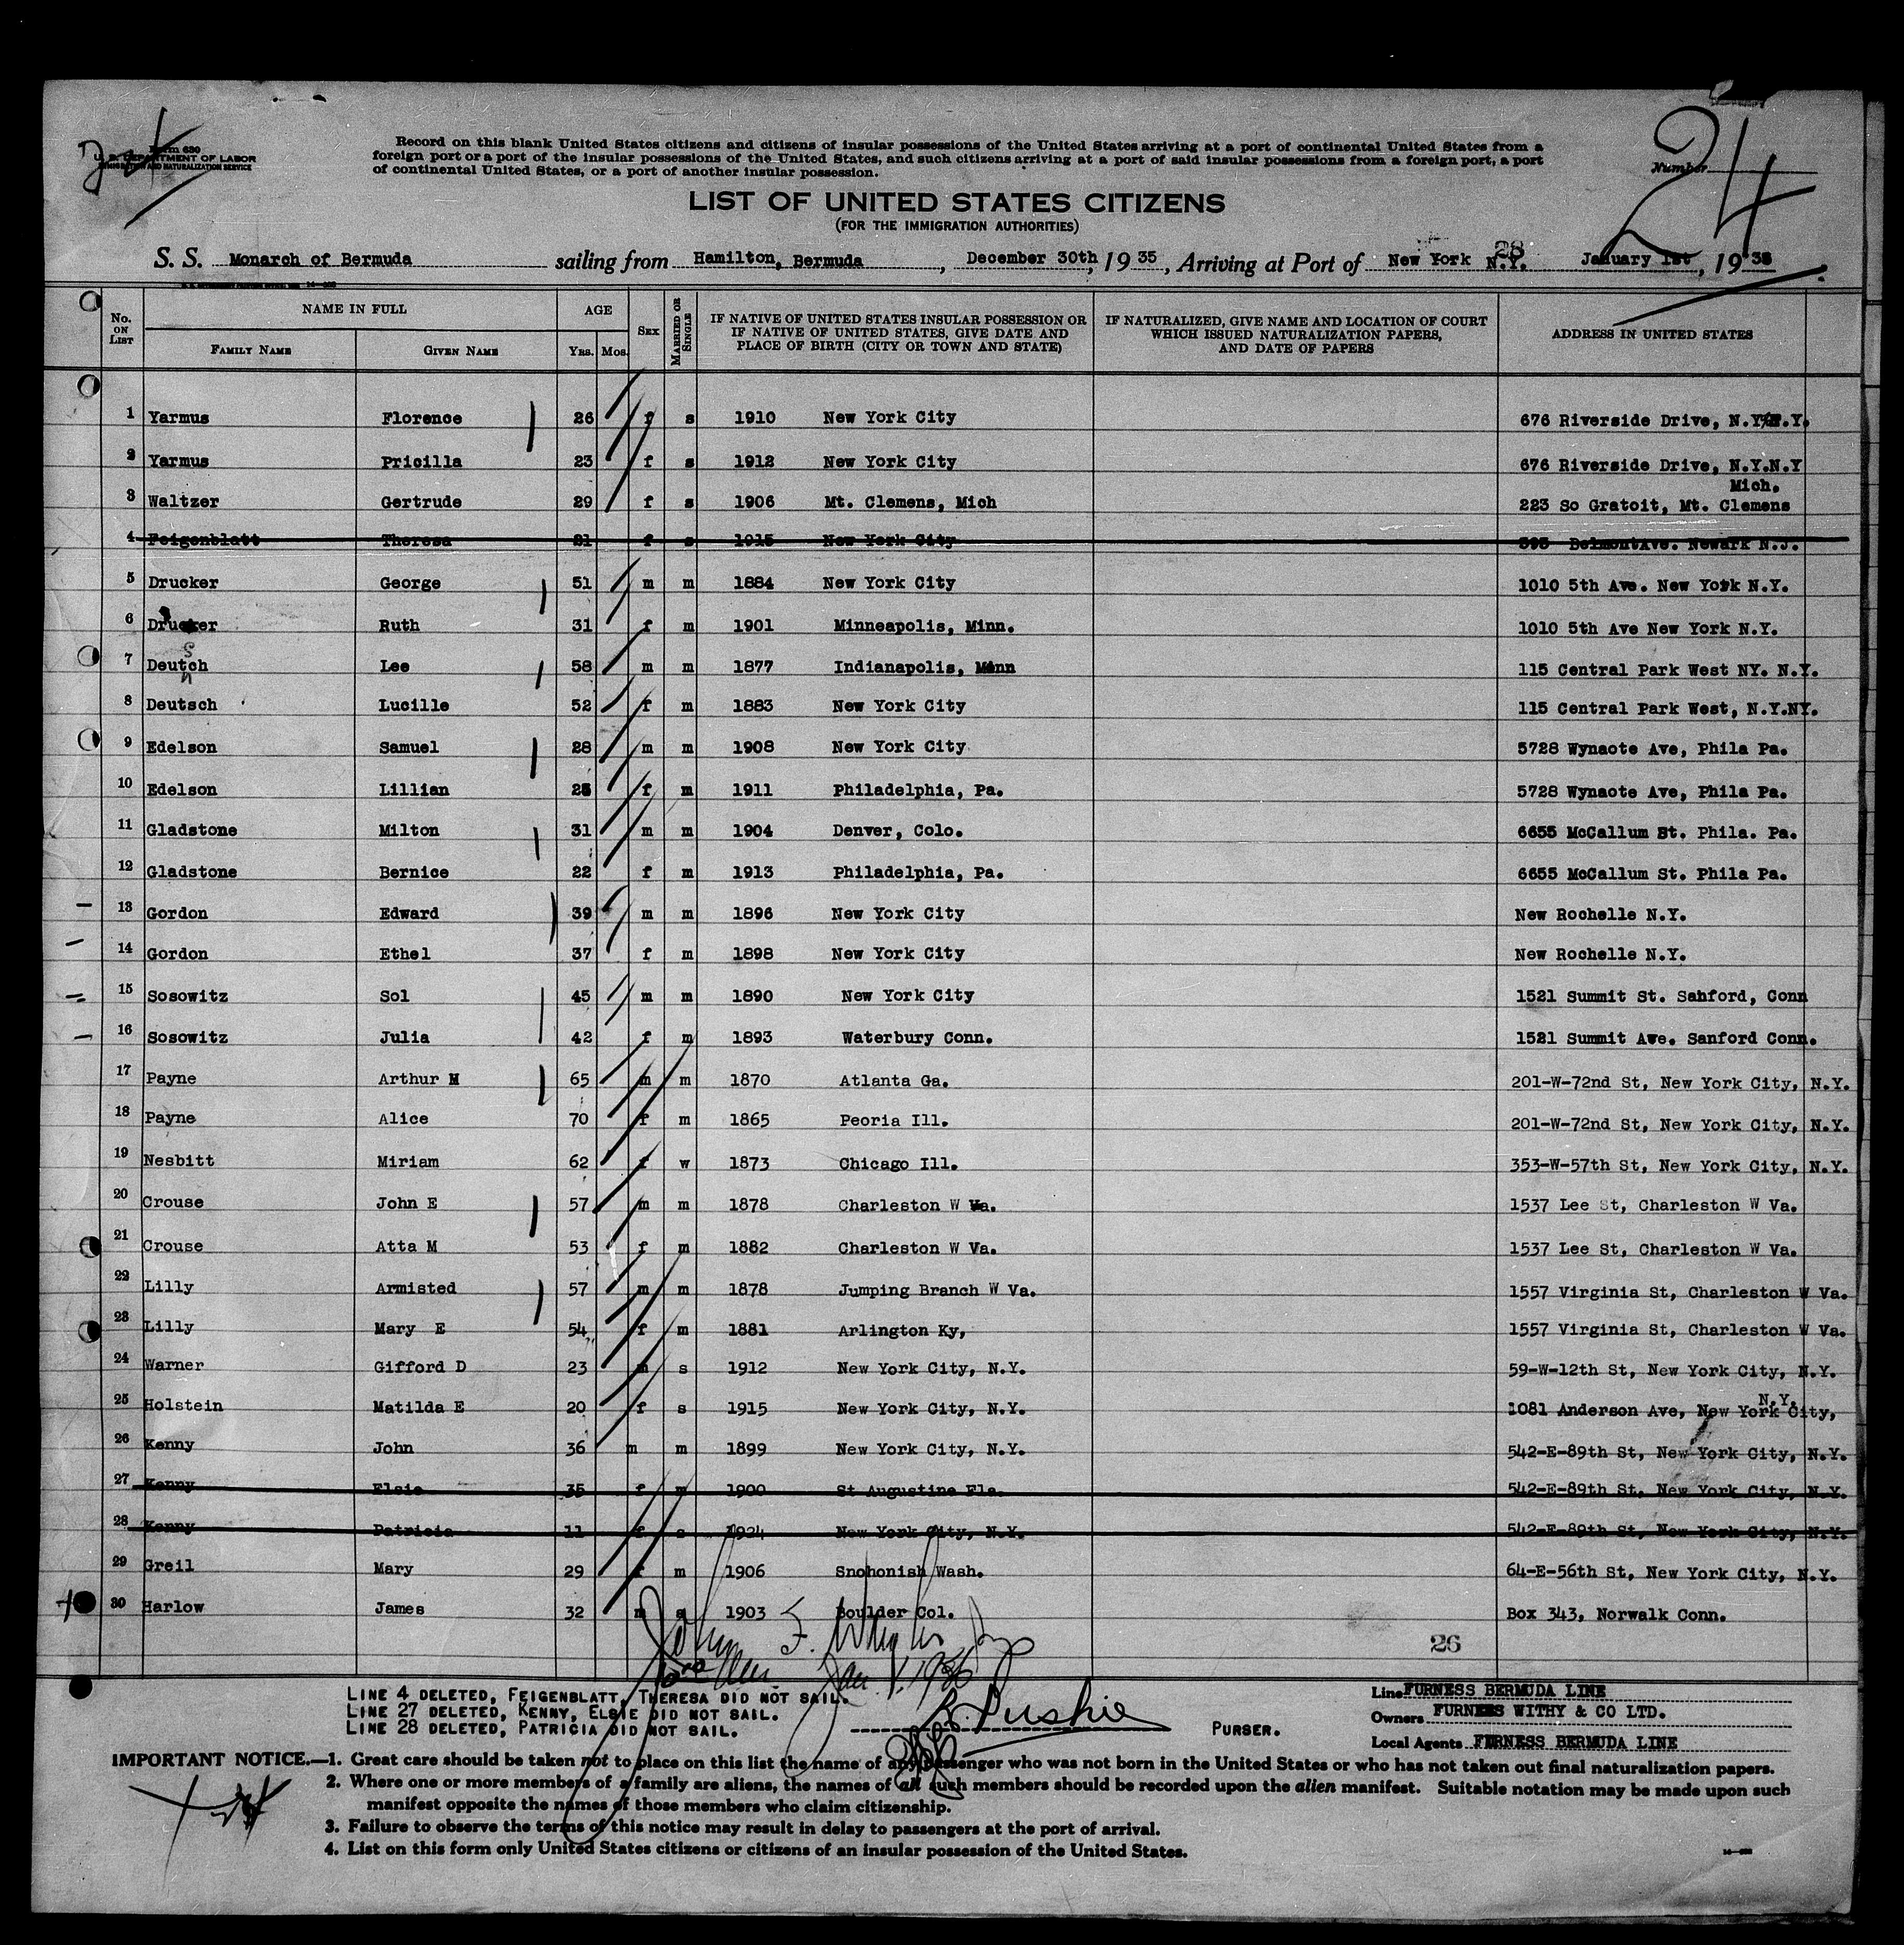 Form 630
U. S. DEPARTMENT OF LABOR
IMMIGRATION AND NATURALIZATION SERVICE
Record on this blank United States citizens and citizens of insular possessions of the United States arriving at a port of continental United States from a
foreign port or a port of the insular possessions of the United States, and such citizens arriving at a port of said insular possessions from a foreign port, a port
of continental United States, or a port of another insular possession.
Number
24
LIST OF UNITED STATES CITIZENS
(FOR THE IMMIGRATION AUTHORITIES)
28
S. S. Monarch of Bermuda sailing from Hamilton, Bermuda, December 30th, 19 35, Arriving at Port of New York N.Y. January 1st, 19 36
No. ON LIST NAME IN FULL FAMILY NAME GIVEN NAME AGE YRS. MOS. SEX MARRIED OR SINGLE
IF NATIVE OF UNITED STATES INSULAR POSSESSION OR IF NATIVE OF UNITED STATES, GIVE DATE AND PLACE OF BIRTH (CITY OR TOWN AND STATE)
IF NATURALIZED, GIVE NAME AND LOCATION OF COURT WHICH ISSUED NATURALIZATION PAPERS, AND DATE OF PAPERS
ADDRESS IN UNITED STATES
1 Yarmus Florence 26 f s 1910 New York City 676 Riverside Drive, N.Y. N.Y.
2 Yarmus Pricilla 23 f s 1912 New York City 676 Riverside Drive, N.Y.N.Y
3 Waltzer Gertrude 29 f s 1906 Mt. Clemens, Mich 223 So Gratoit, Mt. Clemens Mich.
4 Feigenblatt Theresa 21 f s 1915 New York City 393 Belmont Ave. Newark N.J.
5 Drucker George 51 m m 1884 New York City 1010 5th Ave. New York N.Y.
6 Drucker Ruth 31 f m 1901 Minneapolis, Minn. 1010 5th Ave New York N.Y.
7 Deutch Lee 58 m m 1877 Indianapolis, Minn 115 Central Park West NY. N.Y.
8 Deutsch Lucille 52 f m 1883 New York City 115 Central Park West, N.Y.NY.
9 Edelson Samuel 28 m m 1908 New York City 5728 Wynaote Ave, Phila Pa.
10 Edelson Lillian 25 f m 1911 Philadelphia, Pa. 5728 Wynaote Ave, Phila Pa.
11 Gladstone Milton 31 m m 1904 Denver, Colo. 6655 McCallum St. Phila. Pa.
12 Gladstone Bernice 22 f m 1913 Philadelphia, Pa. 6655 McCallum St. Phila Pa.
13 Gordon Edward 39 m m 1896 New York City New Rochelle N.Y.
14 Gordon Ethel 37 f m 1898 New York City New Rochelle N.Y.
15 Sosowitz Sol 45 m m 1890 New York City 1521 Summit St. Sahford, Conn
16 Sosowitz Julia 42 f m 1893 Waterbury Conn. 1521 Summit Ave. Sanford Conn.
17 Payne Arthur M 65 m m 1870 Atlanta Ga. 201-W-72nd St, New York City, N.Y.
18 Payne Alice 70 f m 1865 Peoria Ill. 201-W-72nd St, New York City, N.Y.
19 Nesbitt Miriam 62 f w 1873 Chicago Ill. 353-W-57th St, New York City, N.Y.
20 Crouse John E 57 m m 1878 Charleston W Va. 1537 Lee St, Charleston W Va.
21 Crouse Atta M 53 f m 1882 Charleston W Va. 1537 Lee St, Charleston W Va.
22 Lilly Armisted 57 m m 1878 Jumping Branch W Va. 1557 Virginia St, Charleston W Va.
23 Lilly Mary E 54 f m 1881 Arlington Ky, 1557 Virginia St, Charleston W Va.
24 Warner Gifford D 23 m s 1912 New York City, N.Y. 59-W-12th St, New York City, N.Y.
25 Holstein Matilda E 20 f s 1915 New York City, N.Y. 1081 Anderson Ave, New York City, N.Y.
26 Kenny John 36 m m 1899 New York City, N.Y. 542-E-89th St, New York City, N.Y.
27 Kenny Elsie 35 f m 1900 St Augustine Fla. 542-E-89th St, New York City, N.Y.
28 Kenny Patricia 11 f s 1924 New York City, N.Y. 542-E-89th St, New York City, N.Y.
29 Greil Mary 29 f m 1906 Snohonish Wash. 64-E-56th St, New York City, N.Y.
30 Harlow James 32 m s 1903 Boulder Col. Box 343, Norwalk Conn.
26
Jan. 1, 1936
LINE 4 DELETED, FEIGENBLATT, THERESA DID NOT SAIL.
LINE 27 DELETED, KENNY, ELSIE DID NOT SAIL.
LINE 28 DELETED, PATRICIA DID NOT SAIL.
PURSER.
Line FURNESS BERMUDA LINE
Owners FURNESS WITHY & CO LTD.
Local Agents FURNESS BERMUDA LINE
IMPORTANT NOTICE.—1. Great care should be taken not to place on this list the name of any passenger who was not born in the United States or who has not taken out final naturalization papers.
2. Where one or more members of a family are aliens, the names of all such members should be recorded upon the alien manifest. Suitable notation may be made upon such
manifest opposite the names of those members who claim citizenship.
3. Failure to observe the terms of this notice may result in delay to passengers at the port of arrival.
4. List on this form only United States citizens or citizens of an insular possession of the United States.